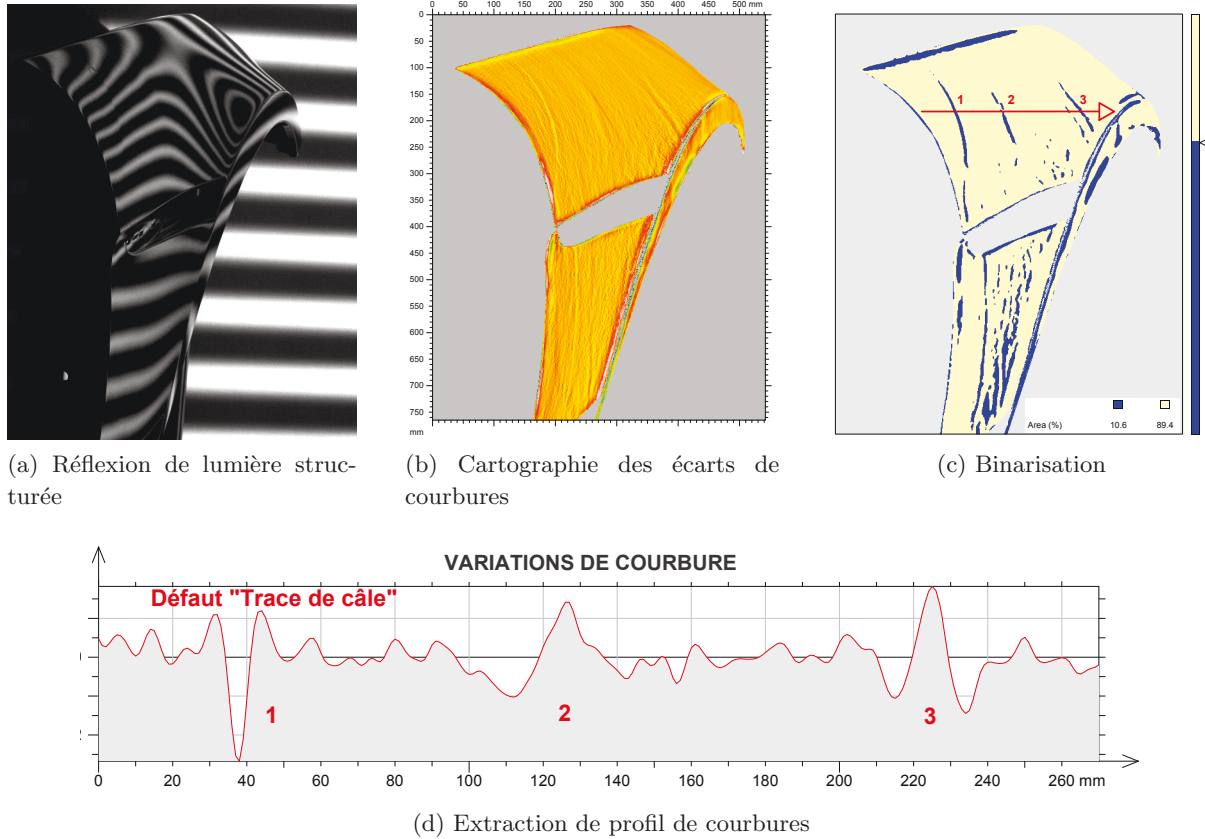 0 50 100 150 200 250 300 350 400 450 500 mm
0
50
100
150
200
250
300
350
400
450
500
550
600
650
700
750
mm
1 2 3
Area (%) 10.6 89.4
(a) Réflexion de lumière struc-
turée
(b) Cartographie des écarts de
courbures
(c) Binarisation
VARIATIONS DE COURBURE
Défaut "Trace de câle"
1 2 3
0 20 40 60 80 100 120 140 160 180 200 220 240 260 mm
(d) Extraction de profil de courbures